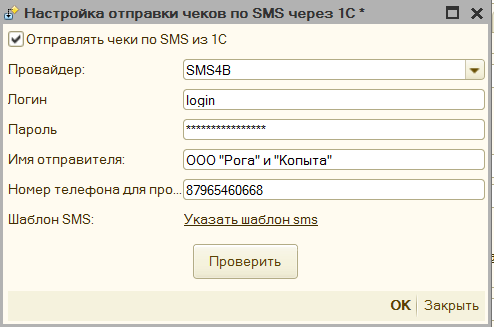 Настройка отправки чеков по SMS через 1С *
Отправлять чеки по SMS из 1С
Провайдер: SMS4B
Логин login
Пароль ****************
Имя отправителя: ООО "Рога" и "Копыта"
Номер телефона для про... 87965460668
Шаблон SMS: Указать шаблон sms
Проверить
ОК Закрыть